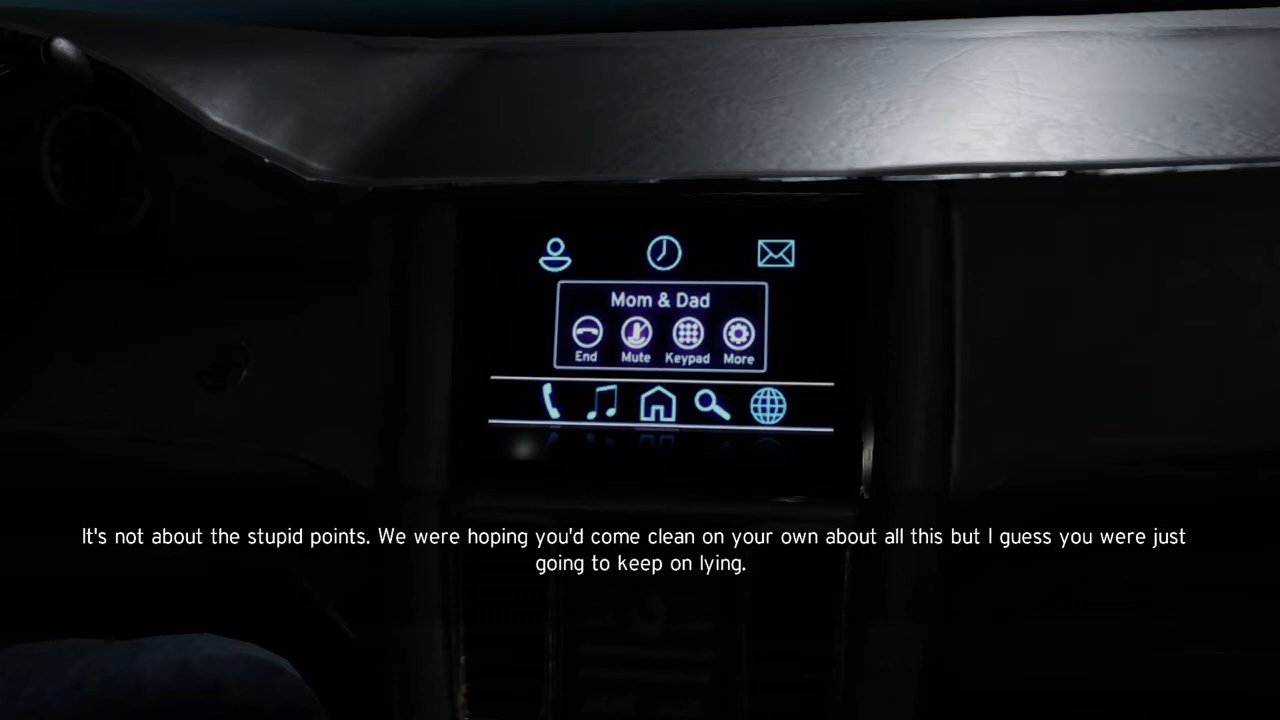 Mom & Dad
End Mute Keypad More
It's not about the stupid points. We were hoping you'd come clean on your own about all this but I guess you were just
going to keep on lying.